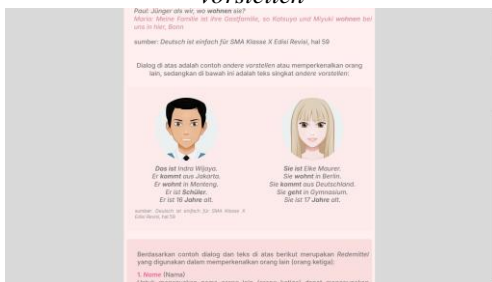 vorstellen
Paul: Jünger als wir, wo wohnen sie?
Maria: Meine Familie ist ihre Gastfamilie, so Katsuya und Miyuki wohnen bei
uns in hier, Bonn
sumber: Deutsch ist einfach für SMA Klasse X Edisi Revisi, hal 59
Dialog di atas adalah contoh andere vorstellen atau memperkenalkan orang
lain, sedangkan di bawah ini adalah teks singkat andere vorstellen:
Das ist Indra Wijaya.
Er kommt aus Jakarta.
Er wohnt in Menteng.
Er ist Schüler.
Er ist 16 Jahre alt.
sumber: Deutsch ist einfach für SMA Klasse X
Edisi Revisi, hal 59
Sie ist Elke Maurer.
Sie wohnt in Berlin.
Sie kommt aus Deutschland.
Sie geht in Gymnasium.
Sie ist 17 Jahre alt.
Berdasarkan contoh dialog dan teks di atas berikut merupakan Redemittel
yang digunakan dalam memperkenalkan orang lain (orang ketiga):
1. Name (Nama)